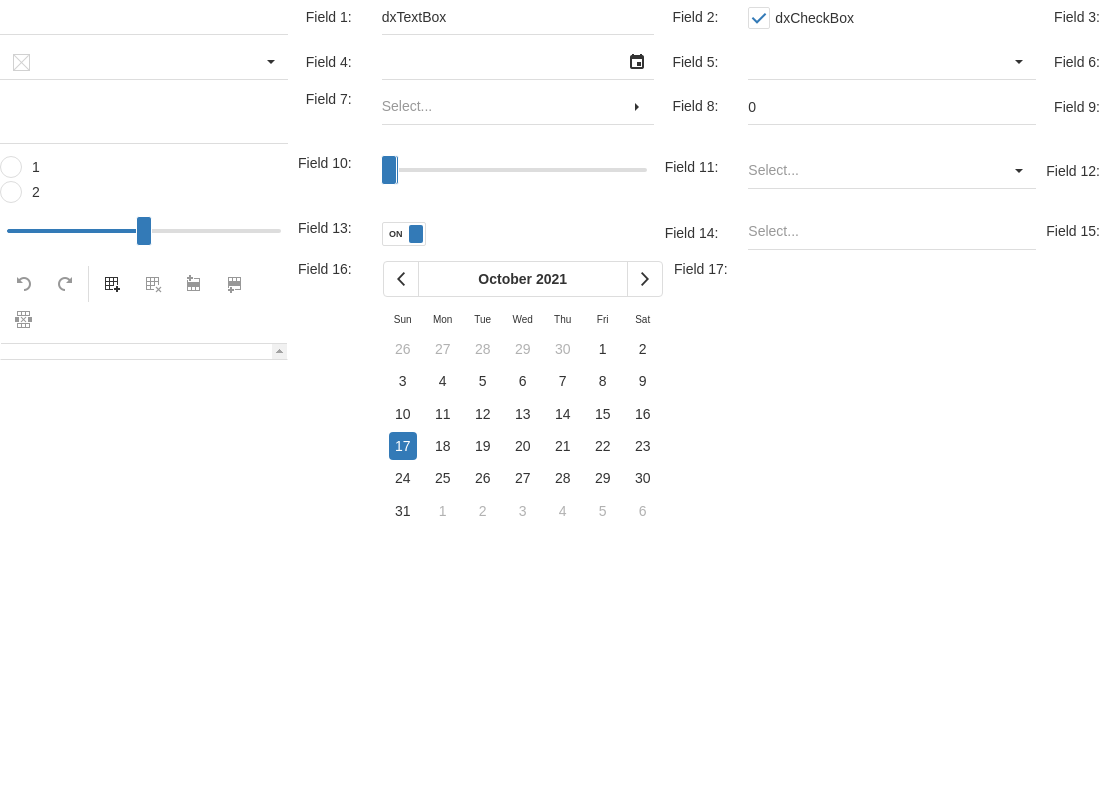 Field 1: dxTextBox Field 2: dxCheckBox Field 3:
Field 4: Field 5: Field 6:
Field 7: Select... Field 8: 0 Field 9:
1 Field 10: Field 11: Select... Field 12:
2
Field 13: ON Field 14: Select... Field 15:
Field 16: October 2021 Field 17:
Sun Mon Tue Wed Thu Fri Sat
26 27 28 29 30 1 2
3 4 5 6 7 8 9
10 11 12 13 14 15 16
17 18 19 20 21 22 23
24 25 26 27 28 29 30
31 1 2 3 4 5 6